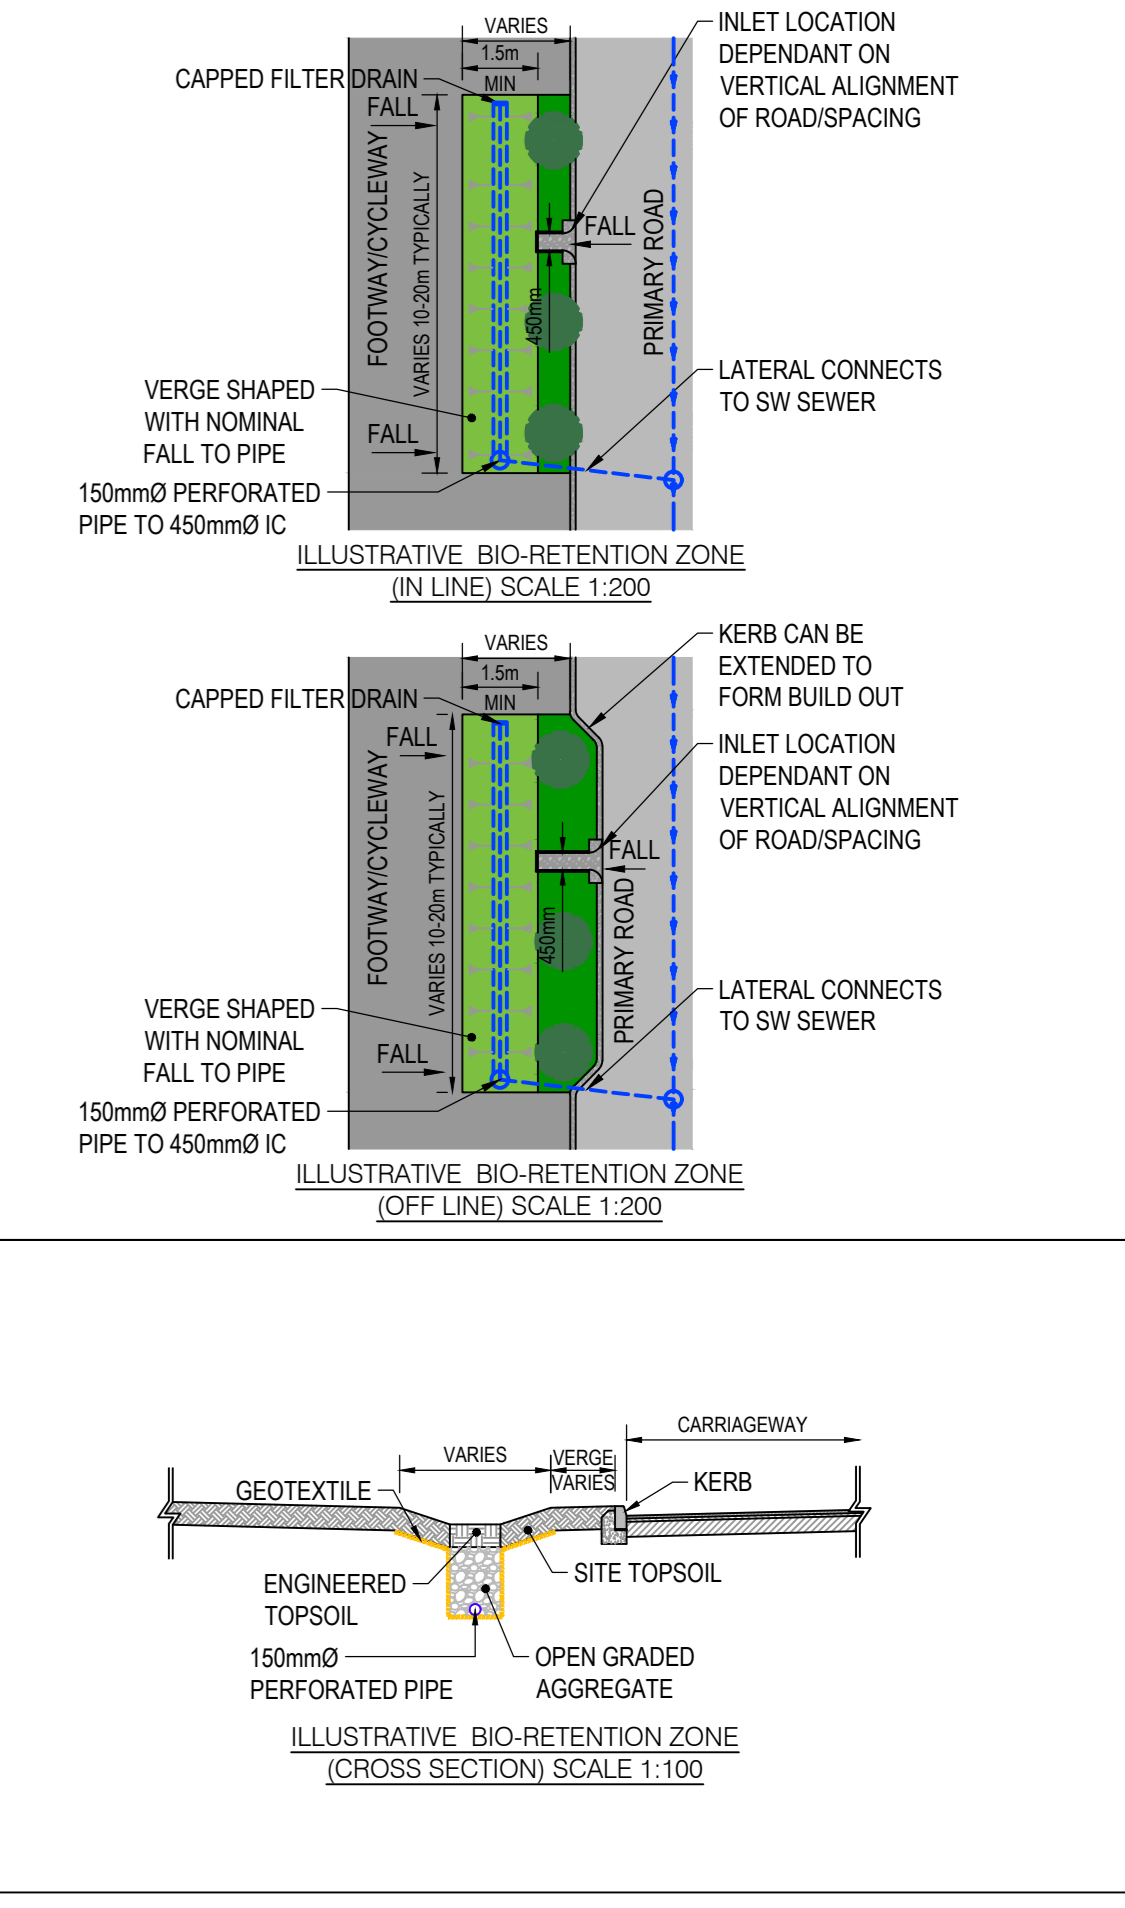 VARIES
1.5m
MIN
INLET LOCATION
DEPENDANT ON
VERTICAL ALIGNMENT
OF ROAD/SPACING
CAPPED FILTER DRAIN
FALL
FOOTWAY/CYCLEWAY
VARIES 10-20m TYPICALLY
FALL
450mm
PRIMARY ROAD
LATERAL CONNECTS
TO SW SEWER
VERGE SHAPED
WITH NOMINAL
FALL TO PIPE
FALL
150mmØ PERFORATED
PIPE TO 450mmØ IC
ILLUSTRATIVE BIO-RETENTION ZONE
(IN LINE) SCALE 1:200
VARIES
1.5m
MIN
KERB CAN BE
EXTENDED TO
FORM BUILD OUT
CAPPED FILTER DRAIN
FALL
INLET LOCATION
DEPENDANT ON
VERTICAL ALIGNMENT
OF ROAD/SPACING
FOOTWAY/CYCLEWAY
VARIES 10-20m TYPICALLY
FALL
450mm
PRIMARY ROAD
LATERAL CONNECTS
TO SW SEWER
VERGE SHAPED
WITH NOMINAL
FALL TO PIPE
FALL
150mmØ PERFORATED
PIPE TO 450mmØ IC
ILLUSTRATIVE BIO-RETENTION ZONE
(OFF LINE) SCALE 1:200
CARRIAGEWAY
VARIES
VERGE
VARIES
GEOTEXTILE
KERB
ENGINEERED
TOPSOIL
SITE TOPSOIL
150mmØ
PERFORATED PIPE
OPEN GRADED
AGGREGATE
ILLUSTRATIVE BIO-RETENTION ZONE
(CROSS SECTION) SCALE 1:100